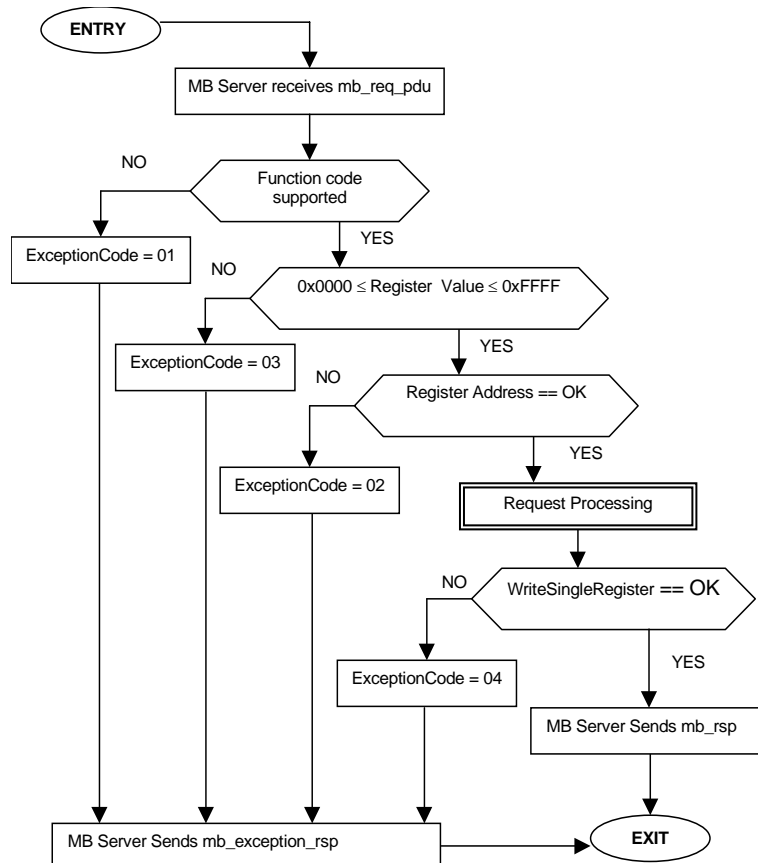 ENTRY
MB Server receives mb_req_pdu
NO
Function code
supported
YES
ExceptionCode = 01
NO
0x0000 ≤ Register Value ≤ 0xFFFF
YES
ExceptionCode = 03
NO
Register Address == OK
YES
ExceptionCode = 02
Request Processing
NO
WriteSingleRegister == OK
YES
ExceptionCode = 04
MB Server Sends mb_rsp
MB Server Sends mb_exception_rsp
EXIT